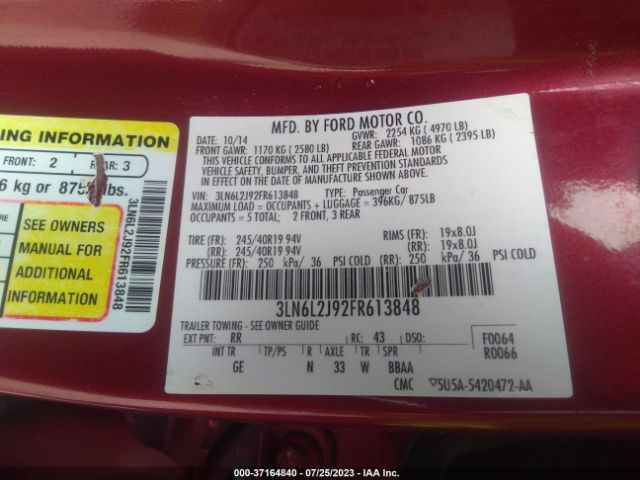 ING INFORMATION
FRONT: 2 REAR: 3
6 kg or 875 lbs.
SEE OWNERS
MANUAL FOR
ADDITIONAL
INFORMATION
3LN6L2J92FR613848
MFD. BY FORD MOTOR CO.
DATE: 10/14 GVWR: 2254 KG ( 4970 LB)
FRONT GAWR: 1170 KG ( 2580 LB) REAR GAWR: 1086 KG ( 2395 LB)
THIS VEHICLE CONFORMS TO ALL APPLICABLE FEDERAL MOTOR
VEHICLE SAFETY, BUMPER, AND THEFT PREVENTION STANDARDS
IN EFFECT ON THE DATE OF MANUFACTURE SHOWN ABOVE.
VIN: 3LN6L2J92FR613848 TYPE: Passenger Car
MAXIMUM LOAD = OCCUPANTS + LUGGAGE = 396KG/ 875LB
OCCUPANTS = 5 TOTAL: 2 FRONT, 3 REAR
TIRE (FR): 245/40R19 94V RIMS (FR): 19x8.0J
(RR): 245/40R19 94V (RR): 19x8.0J
PRESSURE (FR): 250 kPa/ 36 PSI COLD (RR): 250 kPa/ 36 PSI COLD
3LN6L2J92FR613848
TRAILER TOWING - SEE OWNER GUIDE
EXT PNT: RR RC: 43 DSO: F0064
R0066
INT TR TP/PS R AXLE TR SPR
GE N 33 W BBAA
CMC ▽5U5A-5420472-AA
000-37164840 - 07/25/2023 - IAA Inc.